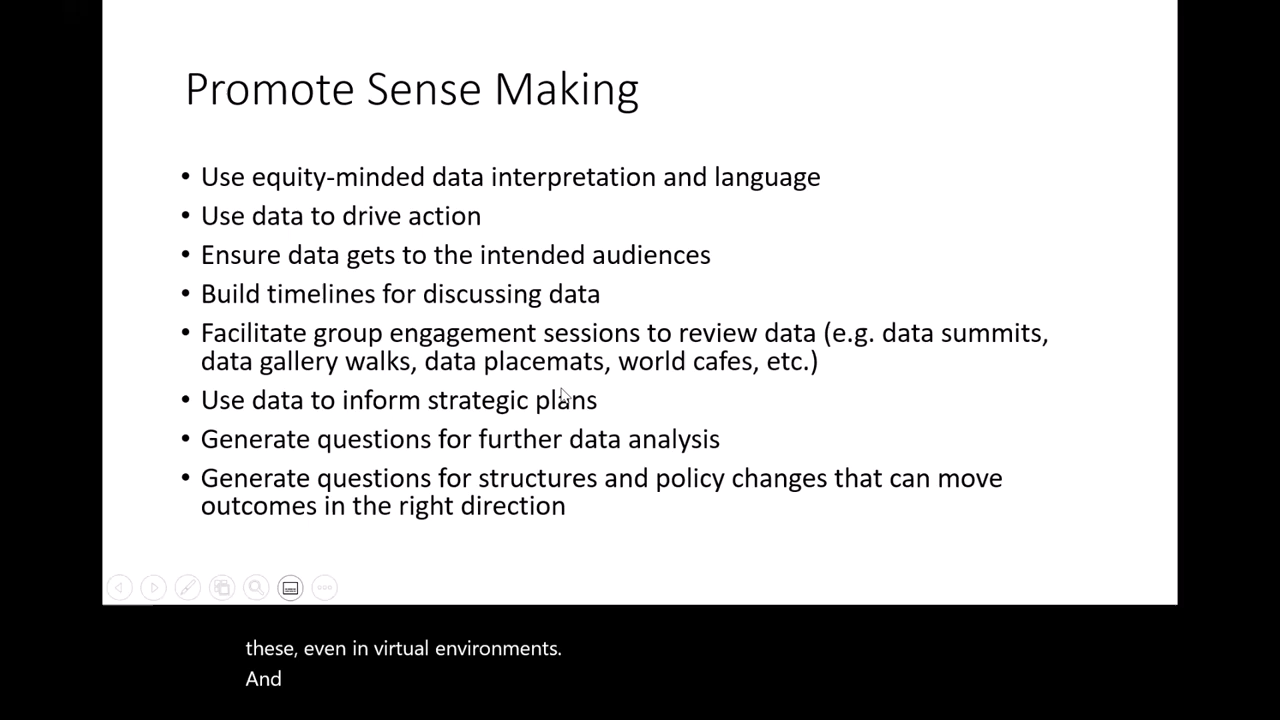 Promote Sense Making
• Use equity-minded data interpretation and language
• Use data to drive action
• Ensure data gets to the intended audiences
• Build timelines for discussing data
• Facilitate group engagement sessions to review data (e.g. data summits,
data gallery walks, data placemats, world cafes, etc.)
• Use data to inform strategic plans
• Generate questions for further data analysis
• Generate questions for structures and policy changes that can move
outcomes in the right direction
these, even in virtual environments.
And